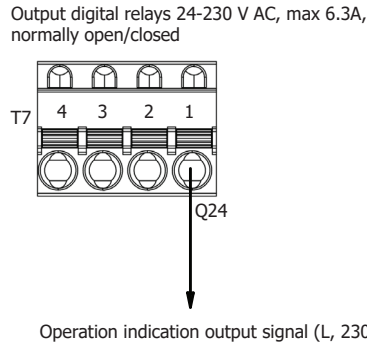 Output digital relays 24-230 V AC, max 6.3A,
normally open/closed
T7 4 3 2 1
Q24
Operation indication output signal (L, 230